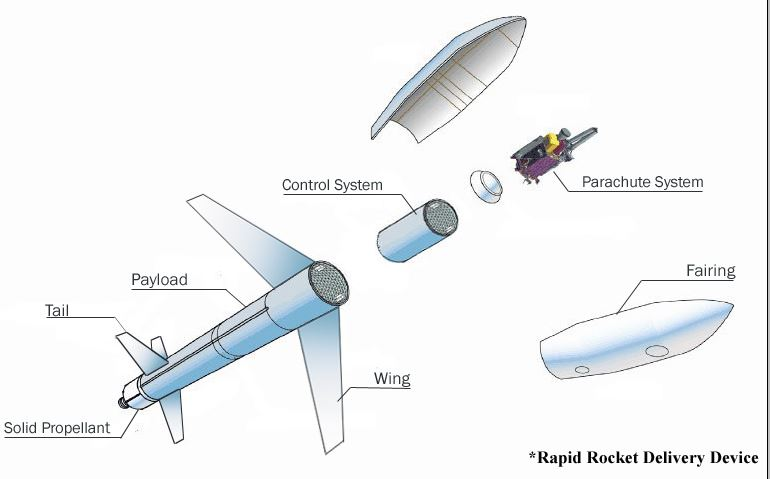 Control System
Parachute System
Fairing
Payload
Tail
Wing
Solid Propellant
*Rapid Rocket Delivery Device